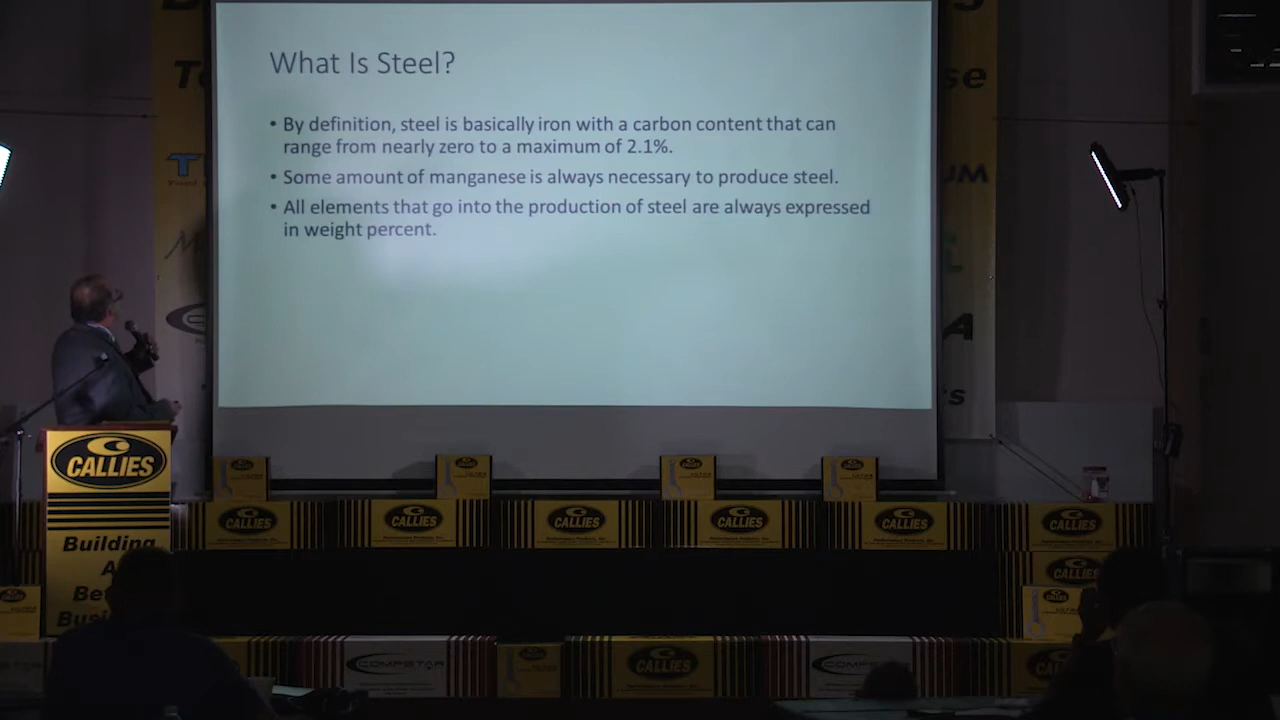 What Is Steel?
• By definition, steel is basically iron with a carbon content that can
range from nearly zero to a maximum of 2.1%.
• Some amount of manganese is always necessary to produce steel.
• All elements that go into the production of steel are always expressed
in weight percent.
CALLIES
Building
CALLIES
CALLIES
CALLIES
CALLIES
CALLIES
CALLIES
CALLIES
COMPSTAR
CALLIES
COMPSTAR